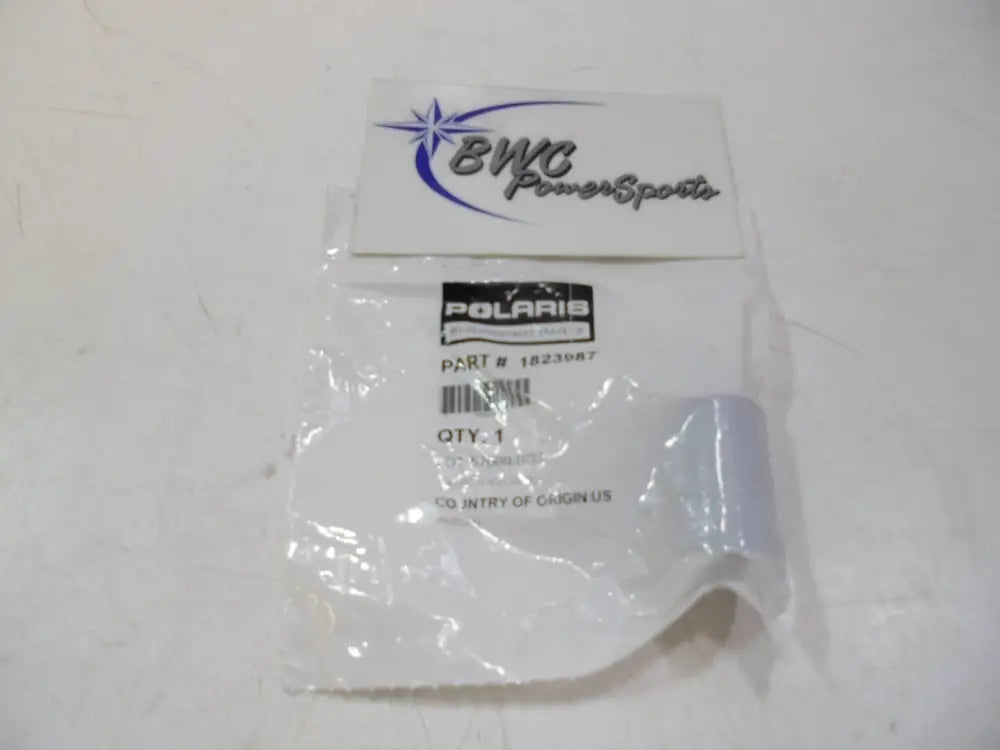 BWC
PowerSports
POLARIS
PART # 1823987
QTY. 1
COUNTRY OF ORIGIN:US